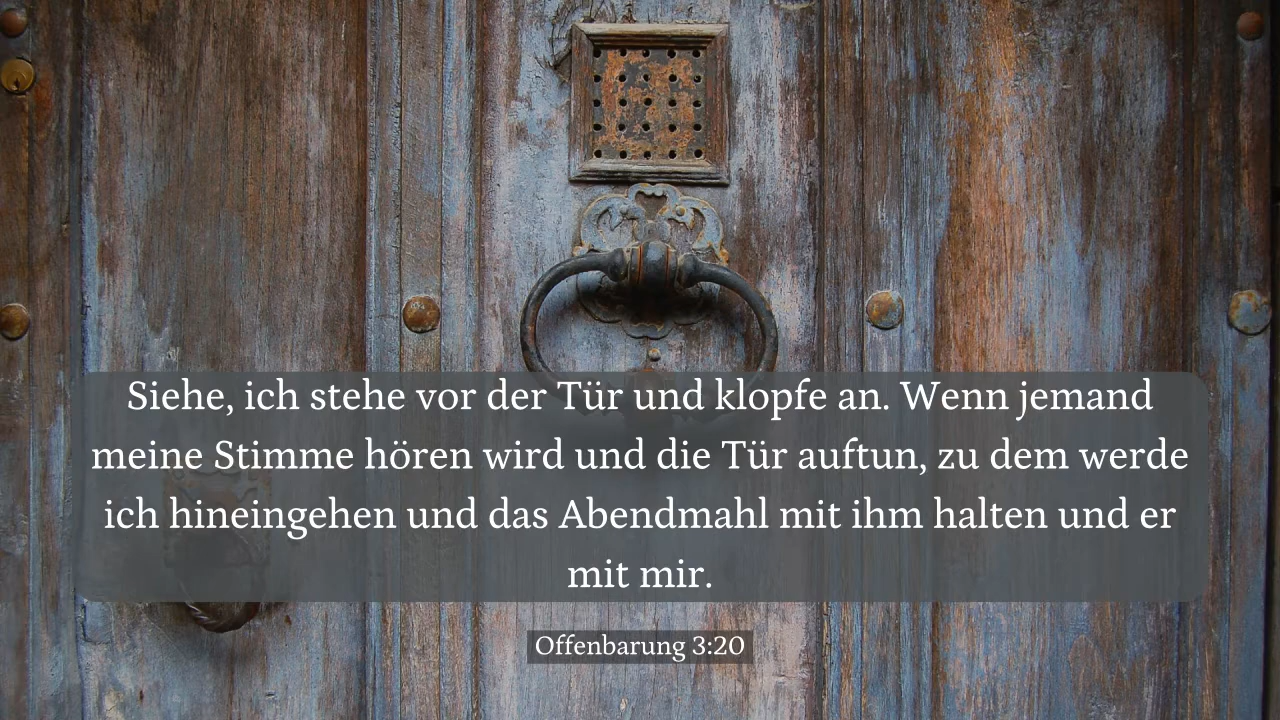 Siehe, ich stehe vor der Tür und klopfe an. Wenn jemand
meine Stimme hören wird und die Tür auftun, zu dem werde
ich hineingehen und das Abendmahl mit ihm halten und er
mit mir.
Offenbarung 3:20